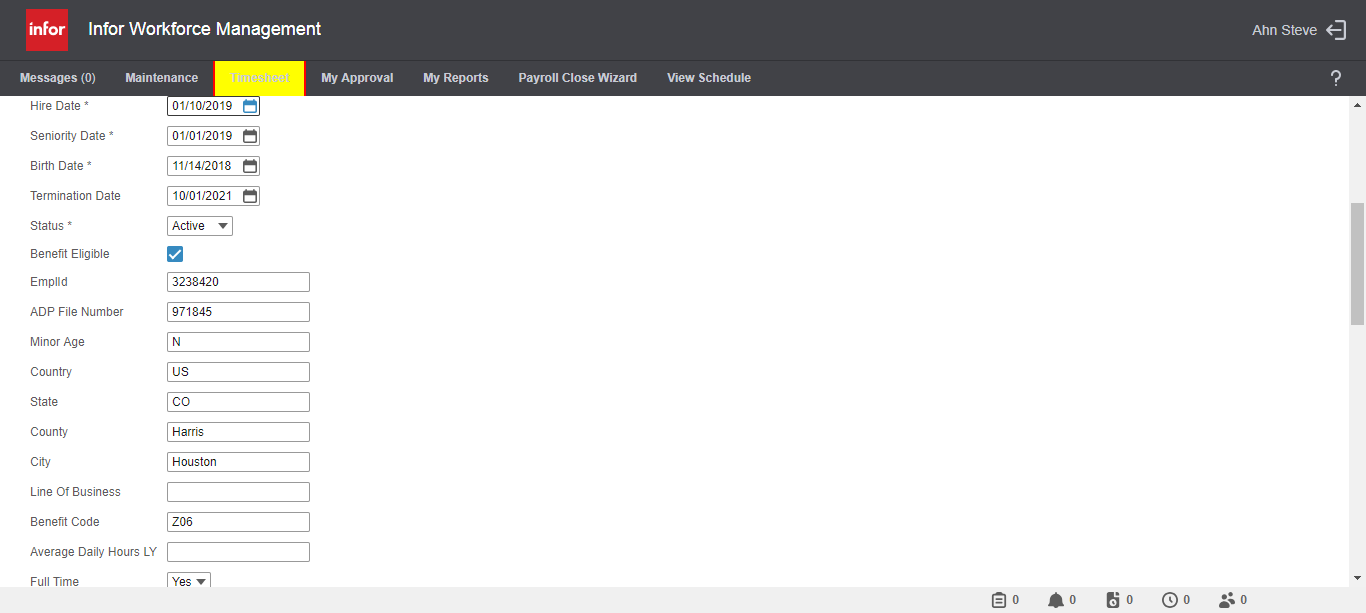 infor Infor Workforce Management Ahn Steve
Messages (0) Maintenance Timesheet My Approval My Reports Payroll Close Wizard View Schedule ?
Hire Date * 01/10/2019
Seniority Date * 01/01/2019
Birth Date * 11/14/2018
Termination Date 10/01/2021
Status * Active
Benefit Eligible
EmplId 3238420
ADP File Number 971845
Minor Age N
Country US
State CO
County Harris
City Houston
Line Of Business
Benefit Code Z06
Average Daily Hours LY
Full Time Yes
0 0 0 0 0